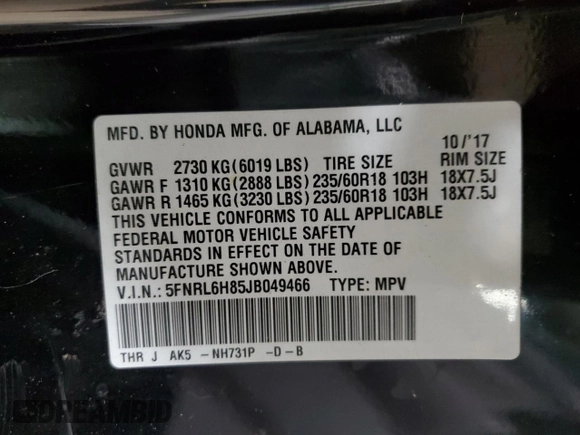 MFD. BY HONDA MFG. OF ALABAMA, LLC
10/'17
GVWR 2730 KG (6019 LBS) TIRE SIZE RIM SIZE
GAWR F 1310 KG (2888 LBS) 235/60R18 103H 18X7.5J
GAWR R 1465 KG (3230 LBS) 235/60R18 103H 18X7.5J
THIS VEHICLE CONFORMS TO ALL APPLICABLE
FEDERAL MOTOR VEHICLE SAFETY
STANDARDS IN EFFECT ON THE DATE OF
MANUFACTURE SHOWN ABOVE.
V.I.N.: 5FNRL6H85JB049466 TYPE: MPV
THR J AK5 -NH731P -D-B
DREAMBID